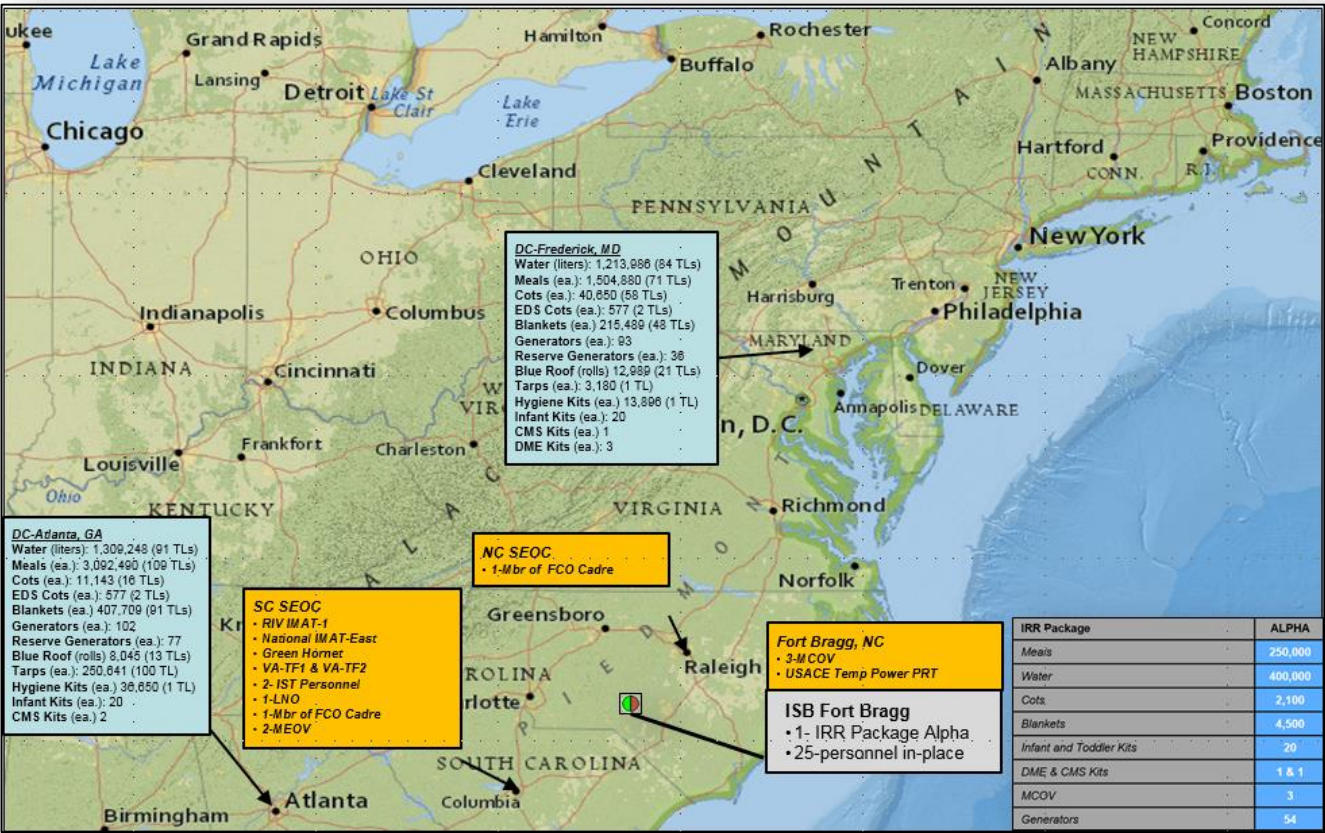 ukee
Grand Rapids
Lake
Michigan
Lansing
Detroit
Lake St
Clair
Chicago
Hamilton
Rochester
Buffalo
Lake
Erie
Cleveland
Concord
NEW
HAMPSHIRE
Albany
MASSACHUSETTS
Boston
Hartford
Providence
CONN.
R.I.
PENNSYLVANIA
M O U N T A I N
New York
OHIO
Harrisburg
Trenton
NEW
JERSEY
Philadelphia
Indianapolis
Columbus
MARYLAND
INDIANA
Cincinnati
Dover
W
VIRG
Annapolis
DELAWARE
n, D.C.
Frankfort
Charleston
Louisville
Ohio
KENTUCKY
VIRGINIA
Richmond
A L A C
Norfolk
DC-Frederick, MD
Water (liters): 1,213,986 (84 TLs)
Meals (ea.): 1,504,880 (71 TLs)
Cots (ea.): 40,650 (58 TLs)
EDS Cots (ea.): 577 (2 TLs)
Blankets (ea.) 215,489 (48 TLs)
Generators (ea.): 93
Reserve Generators (ea.): 36
Blue Roof (rolls) 12,989 (21 TLs)
Tarps (ea.): 3,180 (1 TL)
Hygiene Kits (ea.) 13,896 (1 TL)
Infant Kits (ea.): 20
CMS Kits (ea.) 1
DME Kits (ea.): 3
DC-Atlanta, GA
Water (liters): 1,309,248 (91 TLs)
Meals (ea.): 3,092,490 (109 TLs)
Cots (ea.): 11,143 (16 TLs)
EDS Cots (ea.): 577 (2 TLs)
Blankets (ea.) 407,709 (91 TLs)
Generators (ea.): 102
Reserve Generators (ea.): 77
Blue Roof (rolls) 8,045 (13 TLs)
Tarps (ea.): 250,641 (100 TLs)
Hygiene Kits (ea.) 36,650 (1 TL)
Infant Kits (ea.): 20
CMS Kits (ea.) 2
Kn
SC SEOC
• RIV IMAT-1
• National IMAT-East
• Green Hornet
• VA-TF1 & VA-TF2
• 2- IST Personnel
• 1-LNO
• 1-Mbr of FCO Cadre
• 2-MEOV
NC SEOC
• 1-Mbr of FCO Cadre
Greensboro
P I E D M O N T
ROLINA
rlotte
Raleigh
Fort Bragg, NC
• 3-MCOV
• USACE Temp Power PRT
ISB Fort Bragg
• 1- IRR Package Alpha
• 25-personnel in-place
SOUTH CAROLINA
Columbia
Atlanta
Birmingham
IRR Package ALPHA
Meals 250,000
Water 400,000
Cots 2,100
Blankets 4,500
Infant and Toddler Kits 20
DME & CMS Kits 1 & 1
MCOV 3
Generators 54